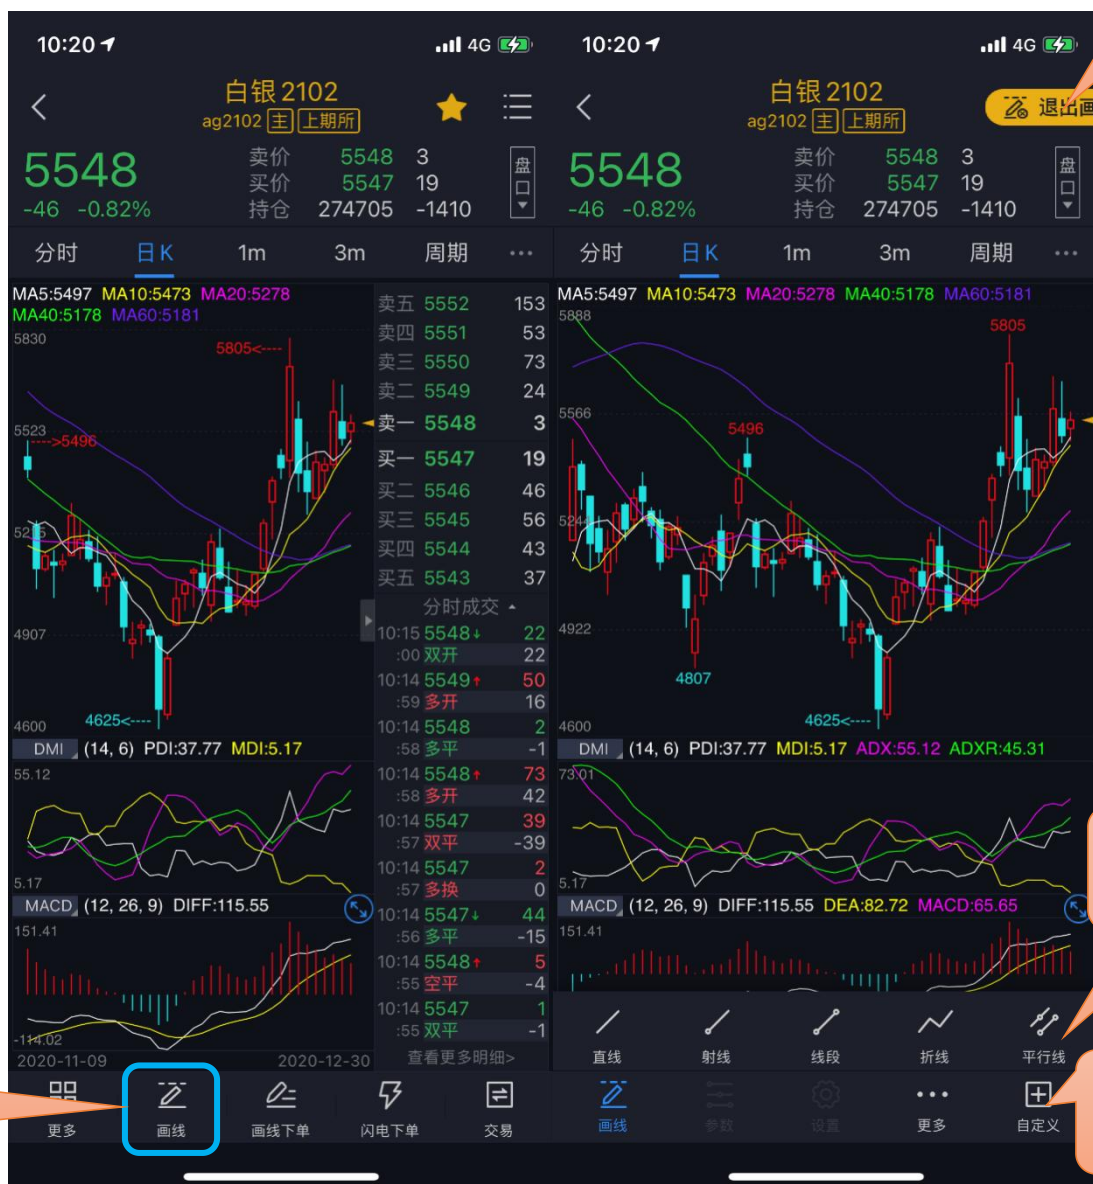 10:20
4G
白银 2102
ag2102 主 上期所
5548
-46 -0.82%
卖价 5548 3
买价 5547 19
持仓 274705 -1410
盘口
分时 日K 1m 3m 周期 ···
MA5:5497 MA10:5473 MA20:5278
MA40:5178 MA60:5181
5830
5805<----
5523
---->5496
4907
4625<----
4600
DMI (14, 6) PDI:37.77 MDI:5.17
55.12
5.17
MACD (12, 26, 9) DIFF:115.55
151.41
-114.02
2020-11-09 2020-12-30
卖五 5552 153
卖四 5551 53
卖三 5550 73
卖二 5549 24
卖一 5548 3
买一 5547 19
买二 5546 46
买三 5545 56
买四 5544 43
买五 5543 37
分时成交
10:15 5548↓ 22
:00 双开 22
10:14 5549↑ 50
:59 多开 16
10:14 5548 2
:58 多平 -1
10:14 5548↑ 73
:58 多开 42
10:14 5547 39
:57 双平 -39
10:14 5547 2
:57 多换 0
10:14 5547↓ 44
:56 多平 -15
10:14 5548↑ 5
:55 空平 -4
10:14 5547 1
:55 双平 -1
查看更多明细>
更多 画线 画线下单 闪电下单 交易
10:20
4G
白银 2102
ag2102 主 上期所
退出画
5548
-46 -0.82%
卖价 5548 3
买价 5547 19
持仓 274705 -1410
盘口
分时 日K 1m 3m 周期 ···
MA5:5497 MA10:5473 MA20:5278 MA40:5178 MA60:5181
5888
5805
5566
5496
4922
4807
4625<----
4600
DMI (14, 6) PDI:37.77 MDI:5.17 ADX:55.12 ADXR:45.31
73.01
5.17
MACD (12, 26, 9) DIFF:115.55 DEA:82.72 MACD:65.65
151.41
直线 射线 线段 折线 平行线
画线 参数 设置 更多 自定义